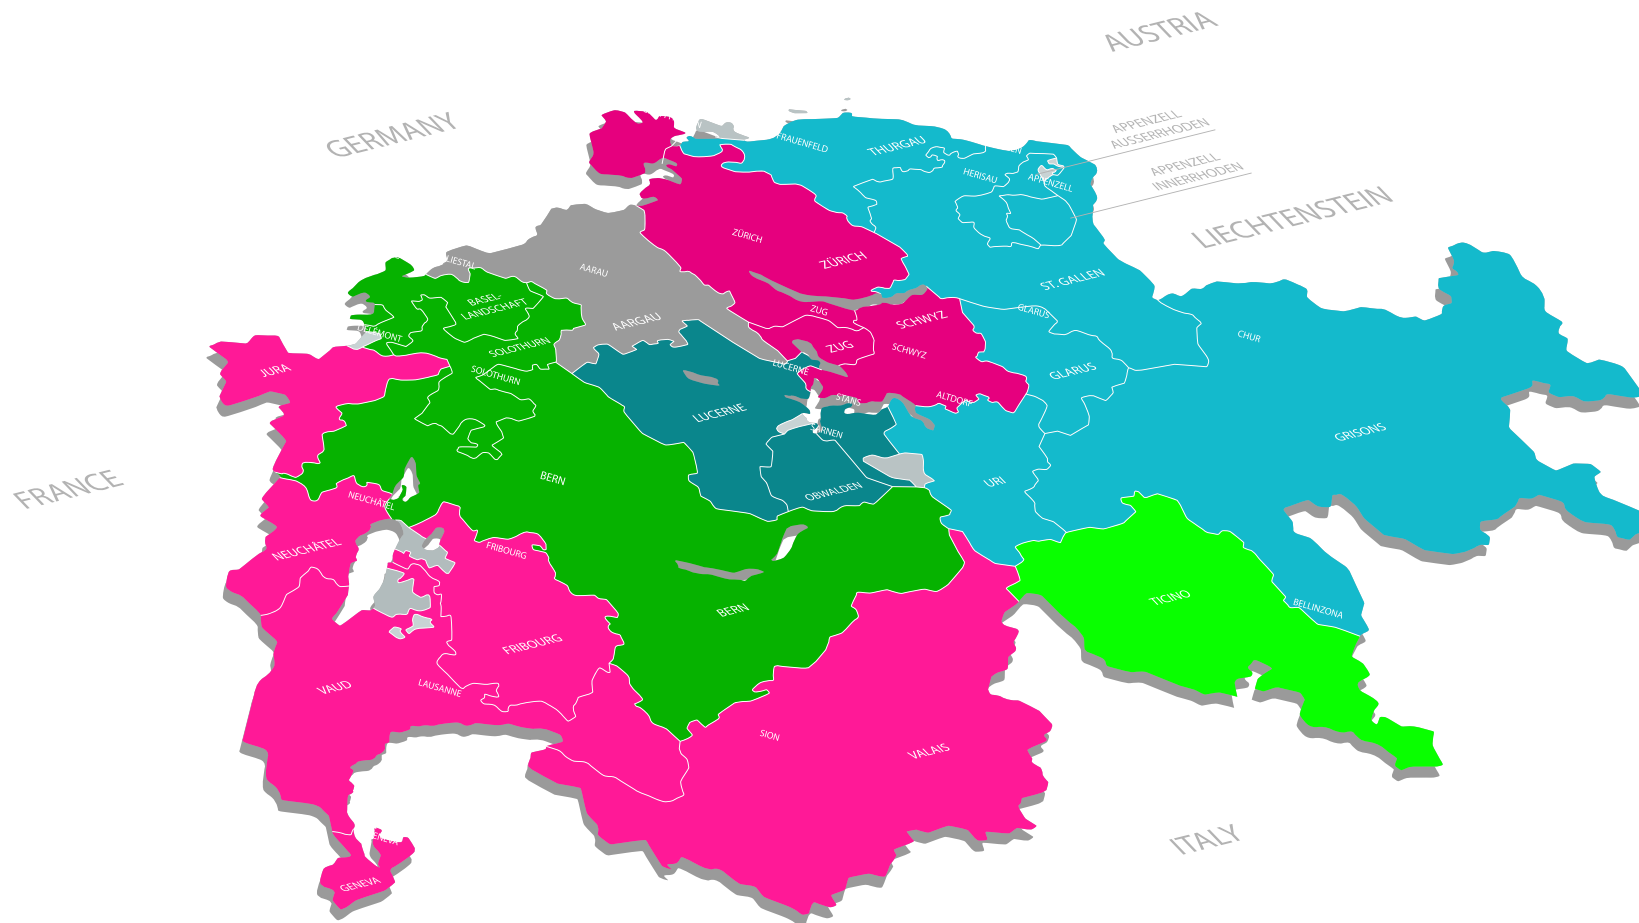 AUSTRIA
GERMANY
APPENZELL
AUSSERRHODEN
APPENZELL
INNERRHODEN
LIECHTENSTEIN
FRAUENFELD
THURGAU
HERISAU
APPENZELL
ZÜRICH
ZÜRICH
LIESTAL
AARAU
ST. GALLEN
BASEL-
LANDSCHAFT
AARGAU
ZUG
GLARUS
SCHWYZ
DELÉMONT
SOLOTHURN
ZUG
SCHWYZ
CHUR
JURA
SOLOTHURN
LUCERNE
GLARUS
LUCERNE
STANS
ALTDORF
SARNEN
GRISONS
FRANCE
BERN
OBWALDEN
URI
NEUCHÂTEL
NEUCHÂTEL
FRIBOURG
BERN
TICINO
BELLINZONA
FRIBOURG
VAUD
LAUSANNE
SION
VALAIS
ITALY
GENEVA